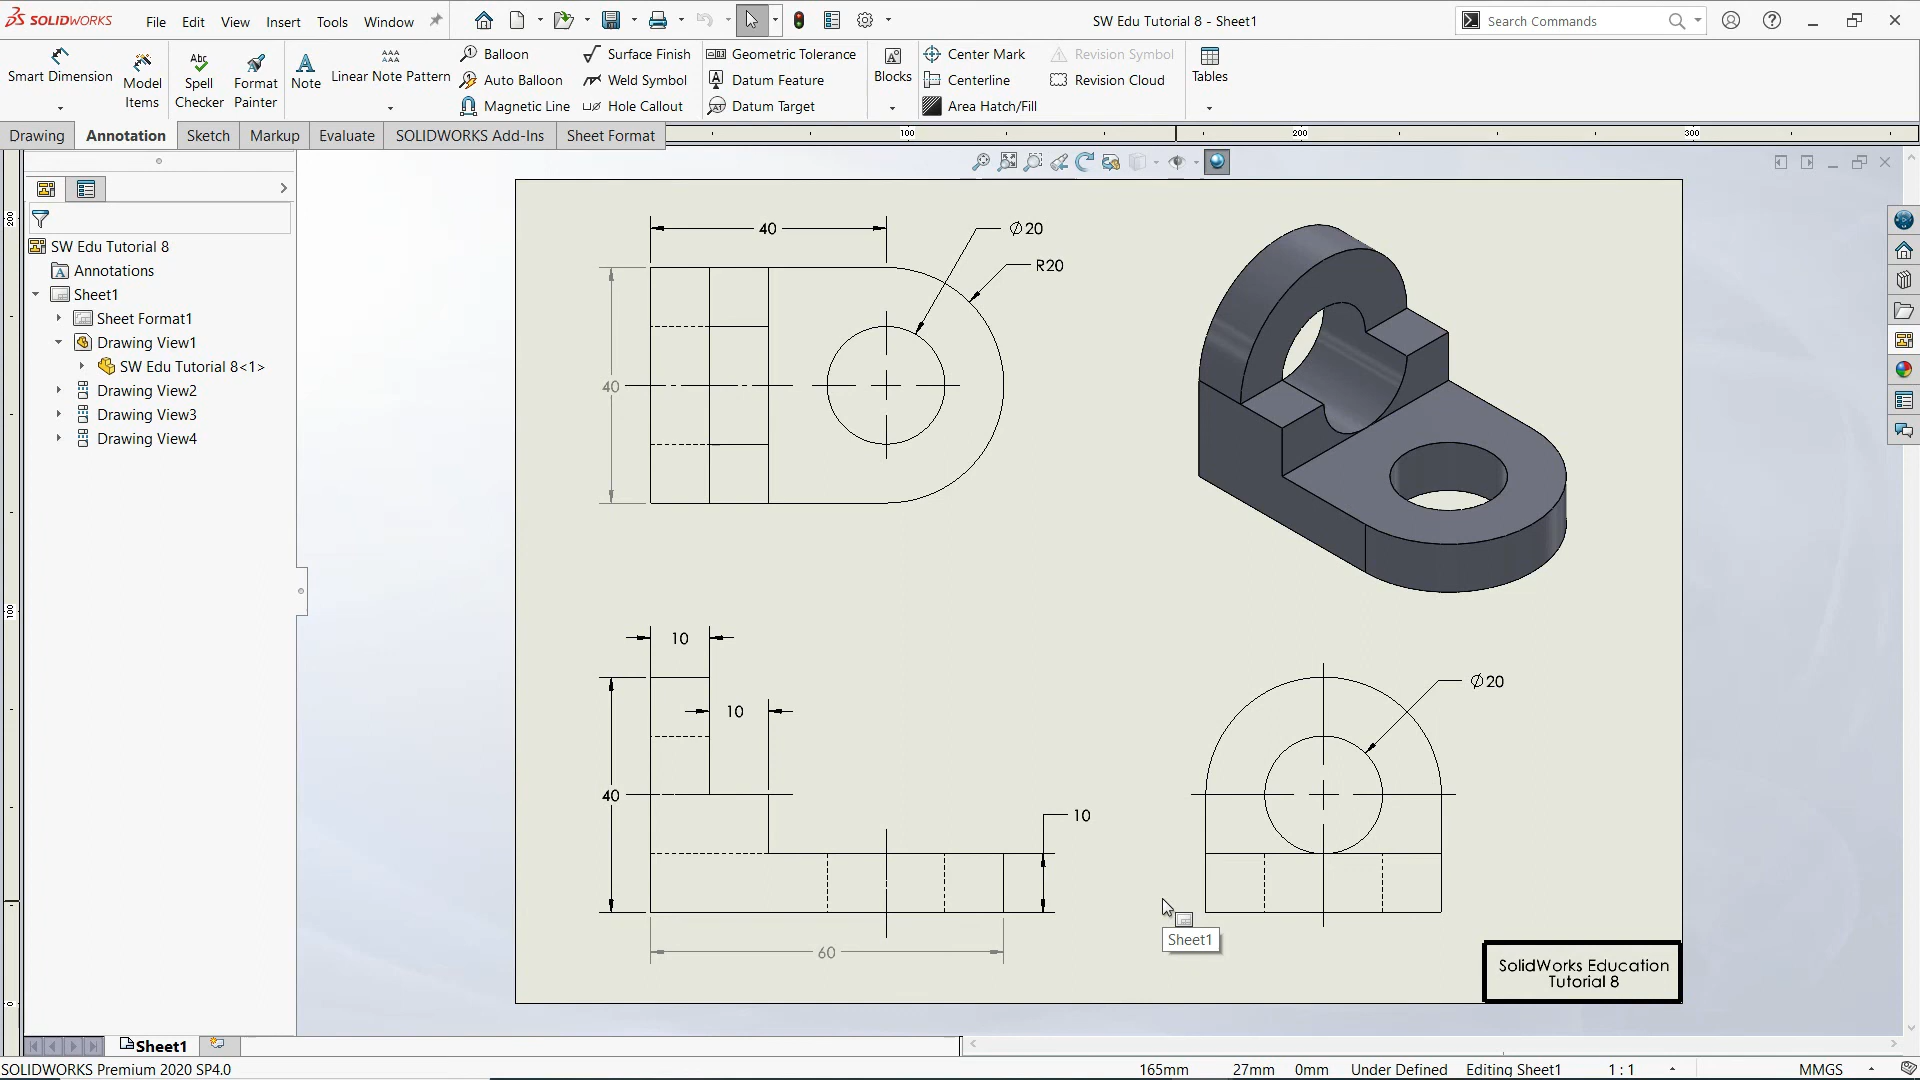 SOLIDWORKS File Edit View Insert Tools Window SW Edu Tutorial 8 - Sheet1 Search Commands
Smart Dimension Model Items Spell Checker Format Painter Note Linear Note Pattern
Balloon Surface Finish Geometric Tolerance Blocks Center Mark Revision Symbol Tables
Auto Balloon Weld Symbol Datum Feature Centerline Revision Cloud
Magnetic Line Hole Callout Datum Target Area Hatch/Fill
Drawing Annotation Sketch Markup Evaluate SOLIDWORKS Add-Ins Sheet Format 100 200 300
SW Edu Tutorial 8
Annotations
Sheet1
Sheet Format1
Drawing View1
SW Edu Tutorial 8<1>
Drawing View2
Drawing View3
Drawing View4
200
100
0
40
Ø20
R20
40
10
10
40
10
60
Ø20
Sheet1
SolidWorks Education
Tutorial 8
Sheet1
SOLIDWORKS Premium 2020 SP4.0 165mm 27mm 0mm Under Defined Editing Sheet1 1 : 1 MMGS